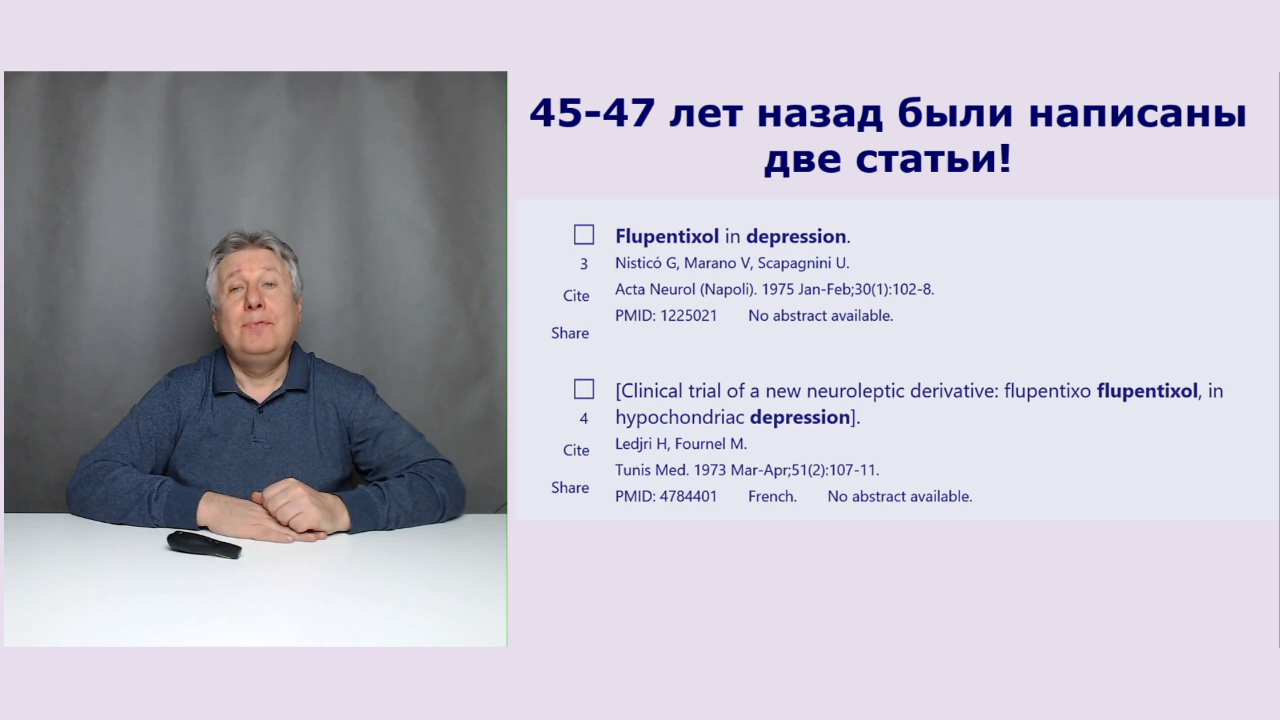 45-47 лет назад были написаны
две статьи!
Flupentixol in depression.
3
Nisticó G, Marano V, Scapagnini U.
Cite
Acta Neurol (Napoli). 1975 Jan-Feb;30(1):102-8.
PMID: 1225021 No abstract available.
Share
[Clinical trial of a new neuroleptic derivative: flupentixo flupentixol, in
4
hypochondriac depression].
Cite
Ledjri H, Fournel M.
Tunis Med. 1973 Mar-Apr;51(2):107-11.
Share
PMID: 4784401 French. No abstract available.